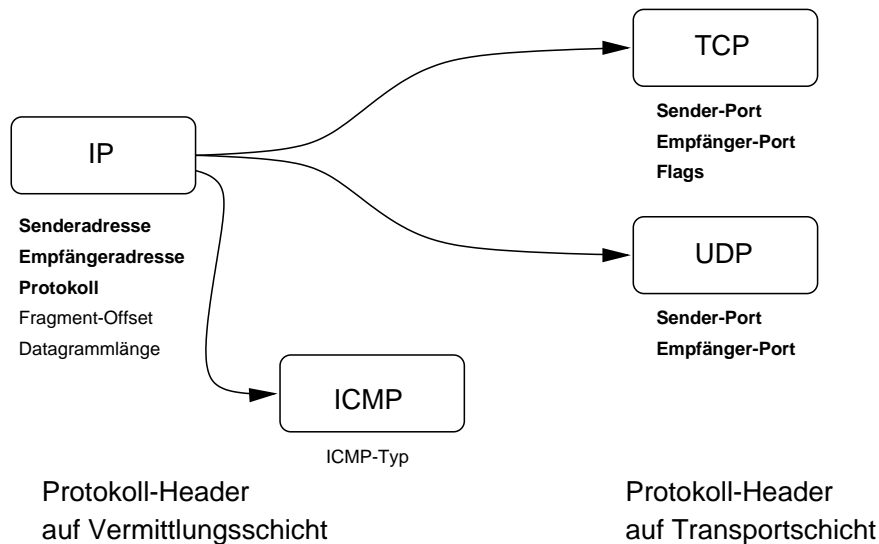 IP
Senderadresse
Empfängeradresse
Protokoll
Fragment-Offset
Datagrammlänge
TCP
Sender-Port
Empfänger-Port
Flags
UDP
Sender-Port
Empfänger-Port
ICMP
ICMP-Typ
Protokoll-Header
auf Vermittlungsschicht
Protokoll-Header
auf Transportschicht